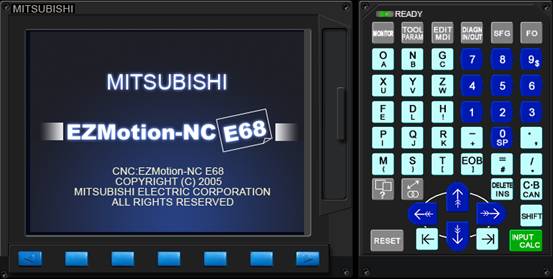 MITSUBISHI
MITSUBISHI
EZMotion-NC E68
CNC:EZMotion-NC E68
COPYRIGHT (C) 2005
MITSUBISHI ELECTRIC CORPORATION
ALL RIGHTS RESERVED
READY
MONITOR TOOL PARAM EDIT MDI DIAGN IN/OUT SFG FO
O A N B G C 7 8 9 $
X U Y V Z W 4 5 6
F E D L H ! 1 2 3
P I Q J R K - + 0 SP . ,
M ( S ) T [ EOB ] = # / *
? DELETE INS C·B CAN
SHIFT
RESET INPUT CALC